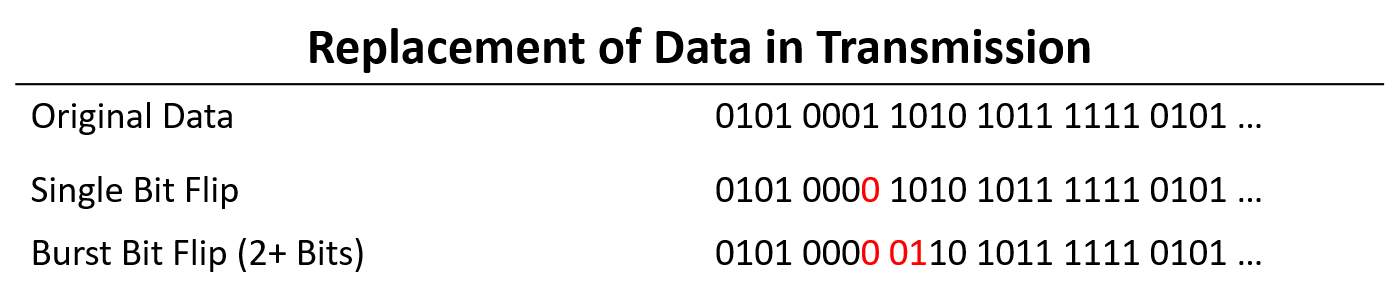 Replacement of Data in Transmission
Original Data 0101 0001 1010 1011 1111 0101 ...
Single Bit Flip 0101 0000 1010 1011 1111 0101 ...
Burst Bit Flip (2+ Bits) 0101 0000 0110 1011 1111 0101 ...